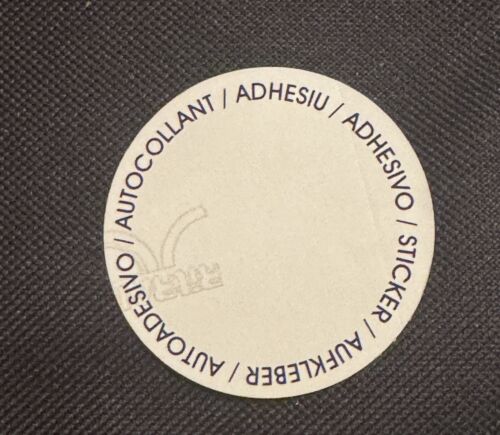 AUTOCOLLANT / ADHESIU / ADHESIVO / STICKER / AUFKLEBER / AUTOADESIVO /